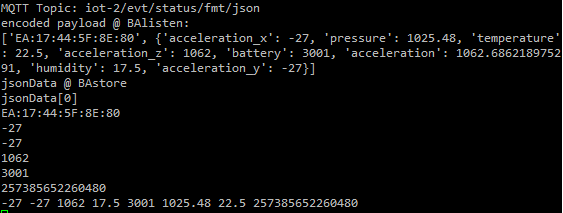 MQTT Topic: iot-2/evt/status/fmt/json
encoded payload @ BAlisten:
['EA:17:44:5F:8E:80', {'acceleration_x': -27, 'pressure': 1025.48, 'temperature'
: 22.5, 'acceleration_z': 1062, 'battery': 3001, 'acceleration': 1062.6862189752
91, 'humidity': 17.5, 'acceleration_y': -27}]
jsonData @ BAstore
jsonData[0]
EA:17:44:5F:8E:80
-27
-27
1062
3001
257385652260480
-27 -27 1062 17.5 3001 1025.48 22.5 257385652260480